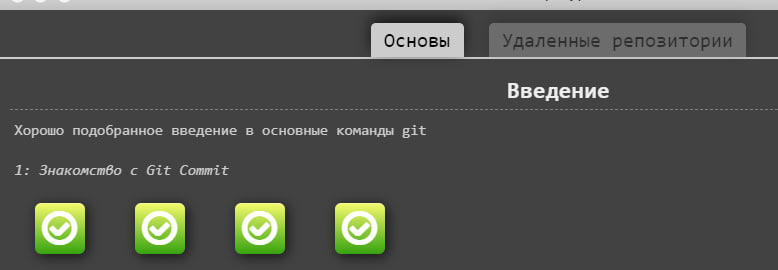 Основы Удаленные репозитории
Введение
Хорошо подобранное введение в основные команды git
1: Знакомство с Git Commit